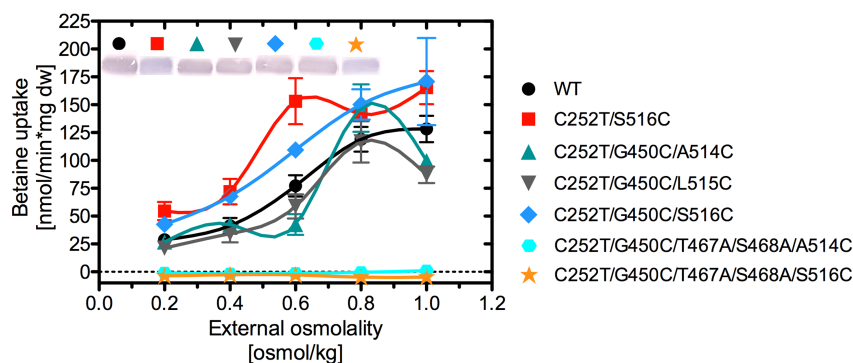 Betaine uptake
[nmol/min*mg dw]
225
200
175
150
125
100
75
50
25
0
0.0 0.2 0.4 0.6 0.8 1.0 1.2
External osmolality
[osmol/kg]
WT
C252T/S516C
C252T/G450C/A514C
C252T/G450C/L515C
C252T/G450C/S516C
C252T/G450C/T467A/S468A/A514C
C252T/G450C/T467A/S468A/S516C